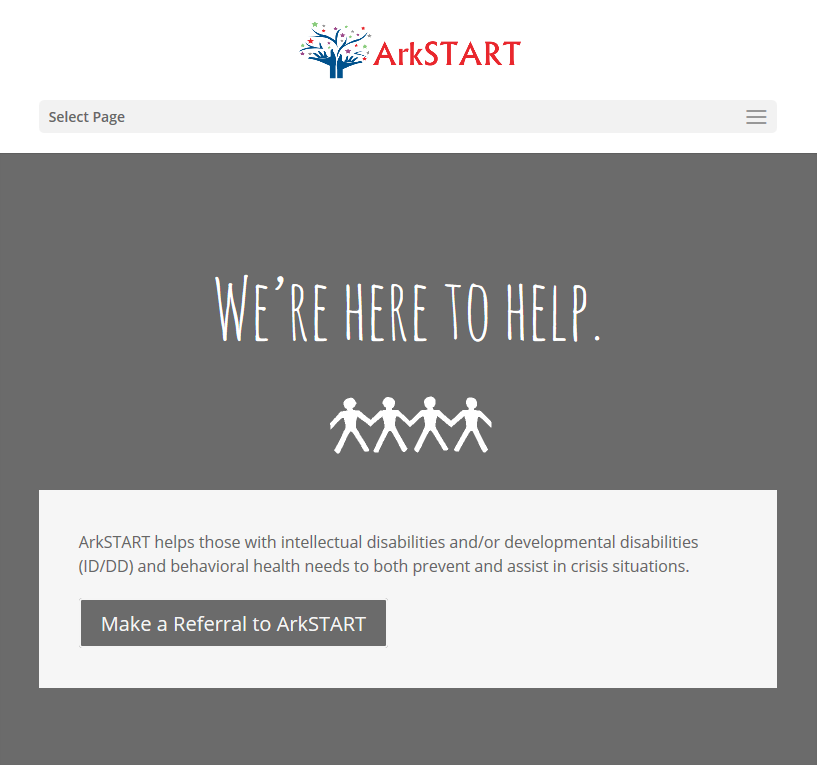 ArkSTART
Select Page
We're here to help.
ArkSTART helps those with intellectual disabilities and/or developmental disabilities
(ID/DD) and behavioral health needs to both prevent and assist in crisis situations.
Make a Referral to ArkSTART